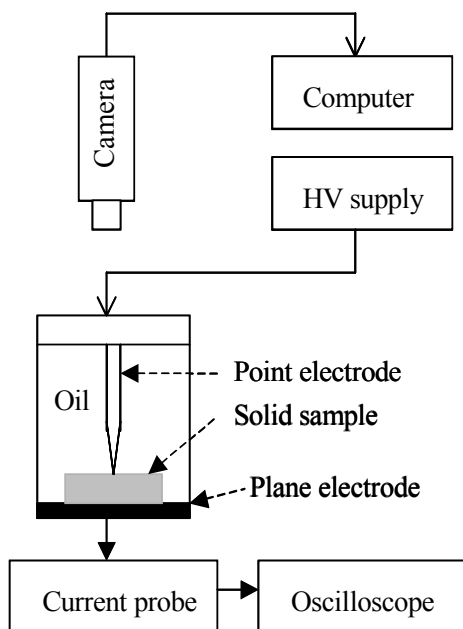 Camera
Computer
HV supply
Point electrode
Oil
Solid sample
Plane electrode
Current probe
Oscilloscope